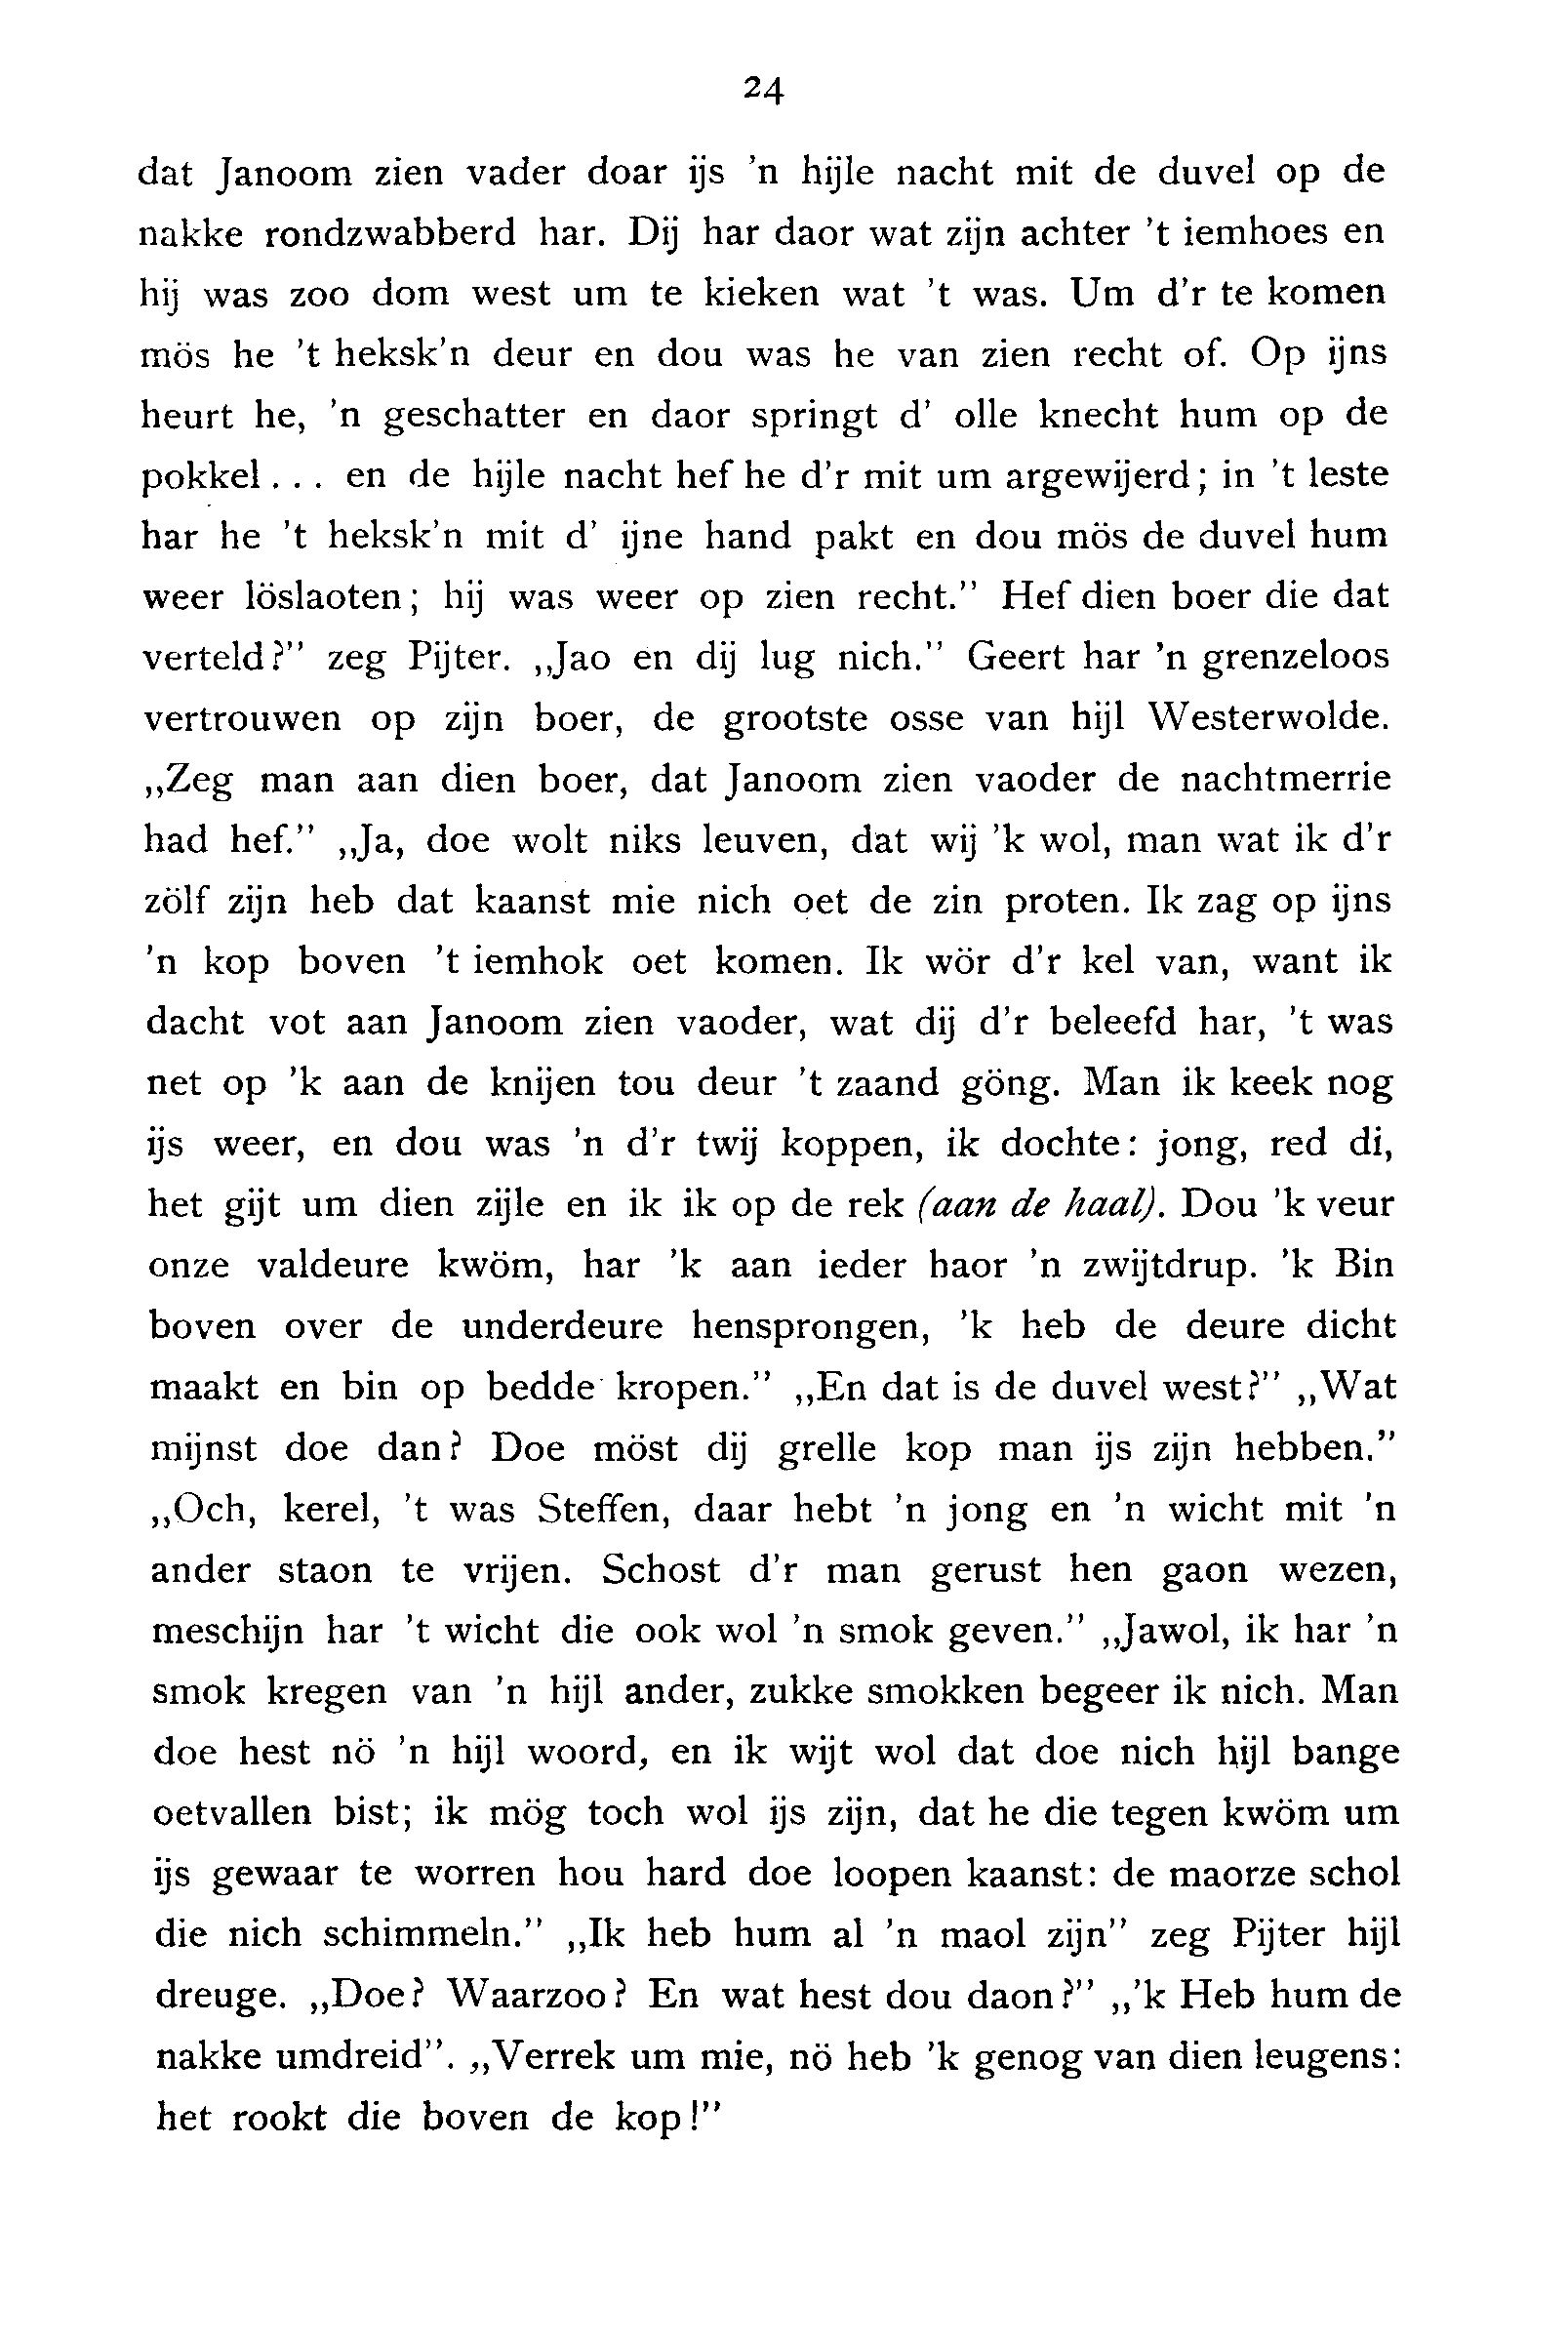 24
dat Janoom zien vader doar ijs 'n hijle nacht mit de duvel op de
nakke rondzwabberd har. Dij har daor wat zijn achter 't iemhoes en
hij was zoo dom west um te kieken wat 't was. Um d'r te komen
mös he 't heksk'n deur en dou was he van zien recht of. Op ijns
heurt he, 'n geschatter en daor springt d' olle knecht hum op de
pokkel... en de hijle nacht hef he d'r mit um argewijerd; in 't leste
har he 't heksk'n mit d' ijne hand pakt en dou mös de duvel hum
weer löslaoten; hij was weer op zien recht.” Hef dien boer die dat
verteld?” zeg Pijter. „Jao en dij lug nich.” Geert har 'n grenzeloos
vertrouwen op zijn boer, de grootste osse van hijl Westerwolde.
„Zeg man aan dien boer, dat Janoom zien vaoder de nachtmerrie
had hef.” „Ja, doe wolt niks leuven, dat wij 'k wol, man wat ik d'r
zölf zijn heb dat kaanst mie nich oet de zin proten. Ik zag op ijns
'n kop boven 't iemhok oet komen. Ik wör d'r kel van, want ik
dacht vot aan Janoom zien vaoder, wat dij d'r beleefd har, 't was
net op 'k aan de knijen tou deur 't zaand göng. Man ik keek nog
ijs weer, en dou was 'n d'r twij koppen, ik dochte: jong, red di,
het gijt um dien zijle en ik ik op de rek (aan de haal). Dou 'k veur
onze valdeure kwöm, har 'k aan ieder haor 'n zwijtdrup. 'k Bin
boven over de underdeure hensprongen, 'k heb de deure dicht
maakt en bin op bedde kropen.” „En dat is de duvel west?” „Wat
mijnst doe dan? Doe möst dij grelle kop man ijs zijn hebben.”
„Och, kerel, 't was Steffen, daar hebt 'n jong en 'n wicht mit 'n
ander staon te vrijen. Schost d'r man gerust hen gaon wezen,
meschijn har 't wicht die ook wol 'n smok geven.” „Jawol, ik har 'n
smok kregen van 'n hijl ander, zukke smokken begeer ik nich. Man
doe hest nö 'n hijl woord, en ik wijt wol dat doe nich hijl bange
oetvallen bist; ik mög toch wol ijs zijn, dat he die tegen kwöm um
ijs gewaar te worren hou hard doe loopen kaanst: de maorze schol
die nich schimmeln.” „Ik heb hum al 'n maol zijn” zeg Pijter hijl
dreuge. „Doe? Waarzoo? En wat hest dou daon?” „'k Heb hum de
nakke umdreid”. „Verrek um mie, nö heb 'k genog van dien leugens:
het rookt die boven de kop!”